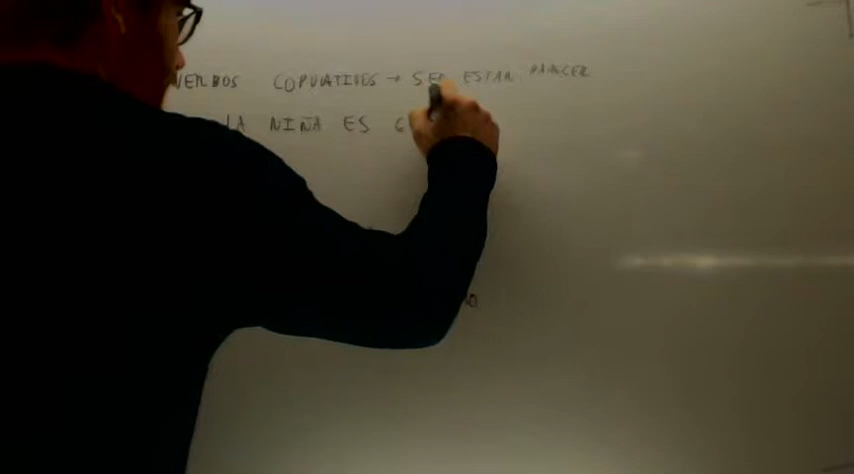 VERBOS COPULATIVOS → SER ESTAR PARECER
LA NIÑA ES G